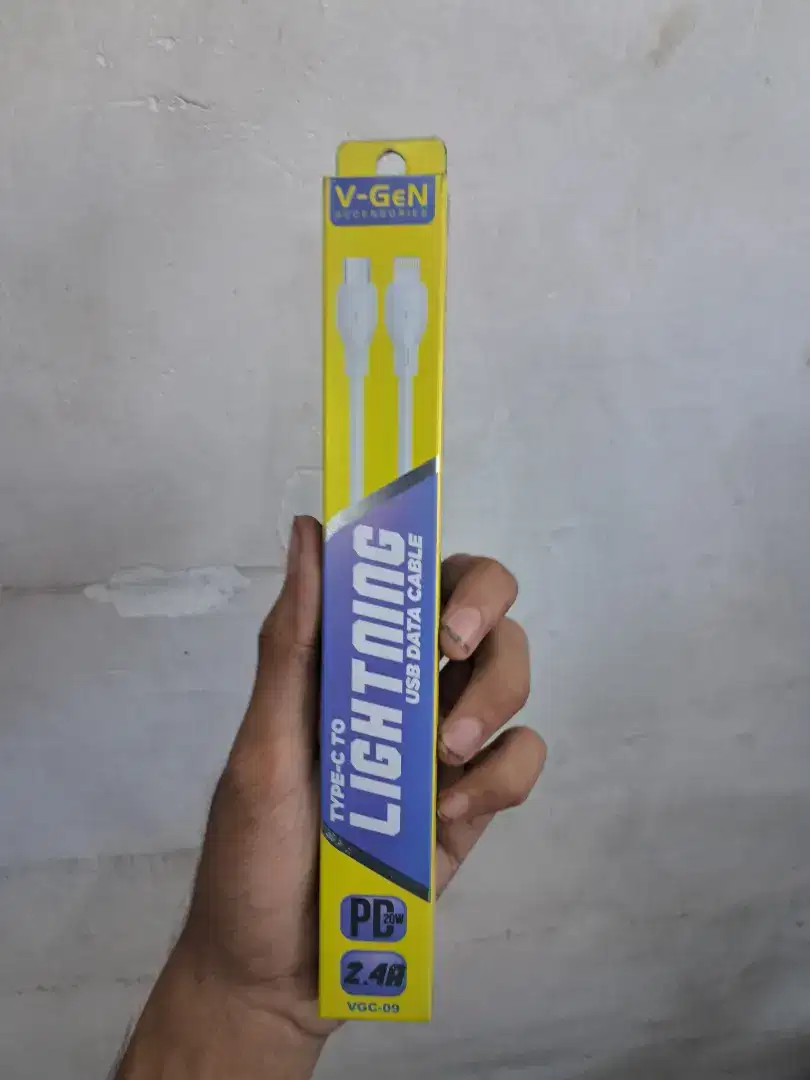 V-GeN
ACCESSORIES
TYPE-C TO
LIGHTNING
USB DATA CABLE
PD 20W
2.4A
VGC-09